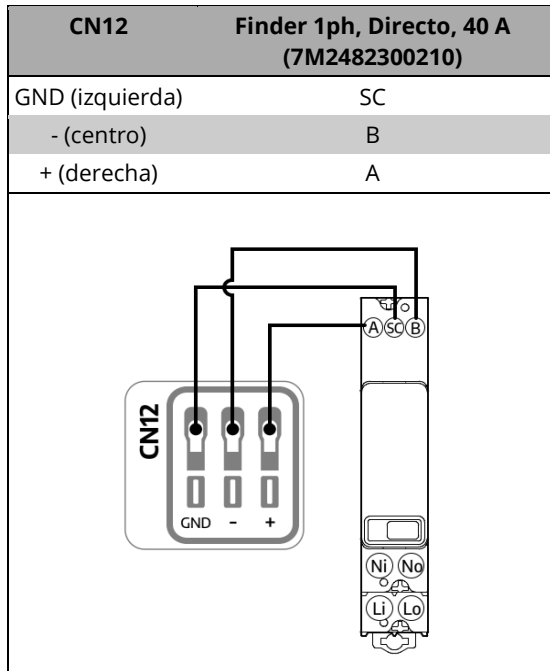 CN12 Finder 1ph, Directo, 40 A
(7M2482300210)
GND (izquierda) SC
- (centro) B
+ (derecha) A
A SC B
CN12
GND - +
Ni No
Li Lo